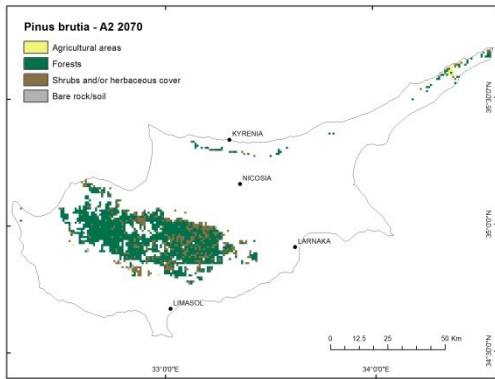 Pinus brutia - A2 2070
Agricultural areas
Forests
Shrubs and/or herbaceous cover
Bare rock/soil
35°30'0"N
KYRENIA
NICOSIA
35°0'0"N
LARNAKA
LIMASOL
0 12.5 25 50 Km
34°30'0"N
33°0'0"E 34°0'0"E